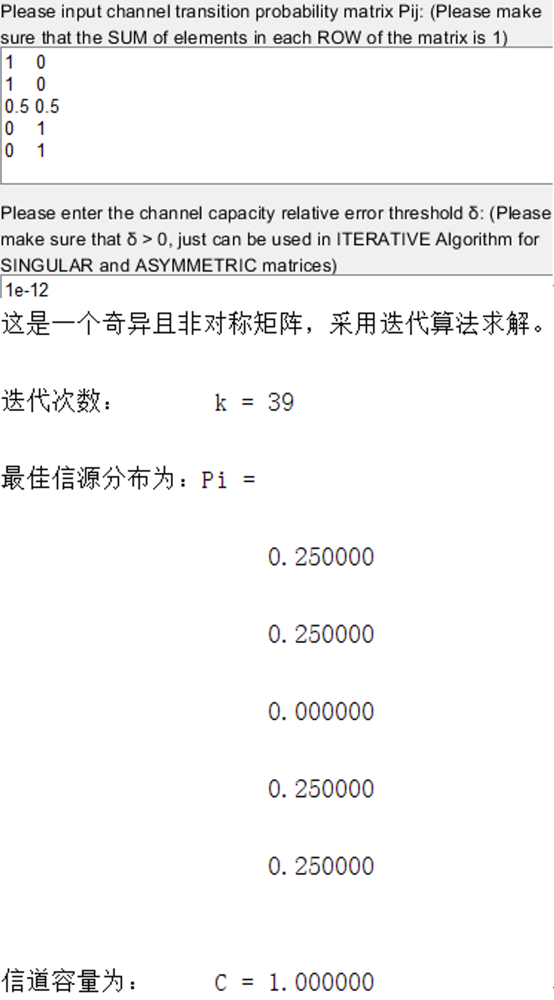 Please input channel transition probability matrix Pij: (Please make
sure that the SUM of elements in each ROW of the matrix is 1)
1 0
1 0
0.5 0.5
0 1
0 1
Please enter the channel capacity relative error threshold δ: (Please
make sure that δ > 0, just can be used in ITERATIVE Algorithm for
SINGULAR and ASYMMETRIC matrices)
1e-12
这是一个奇异且非对称矩阵，采用迭代算法求解。
迭代次数： k = 39
最佳信源分布为：Pi =
0.250000
0.250000
0.000000
0.250000
0.250000
信道容量为： C = 1.000000